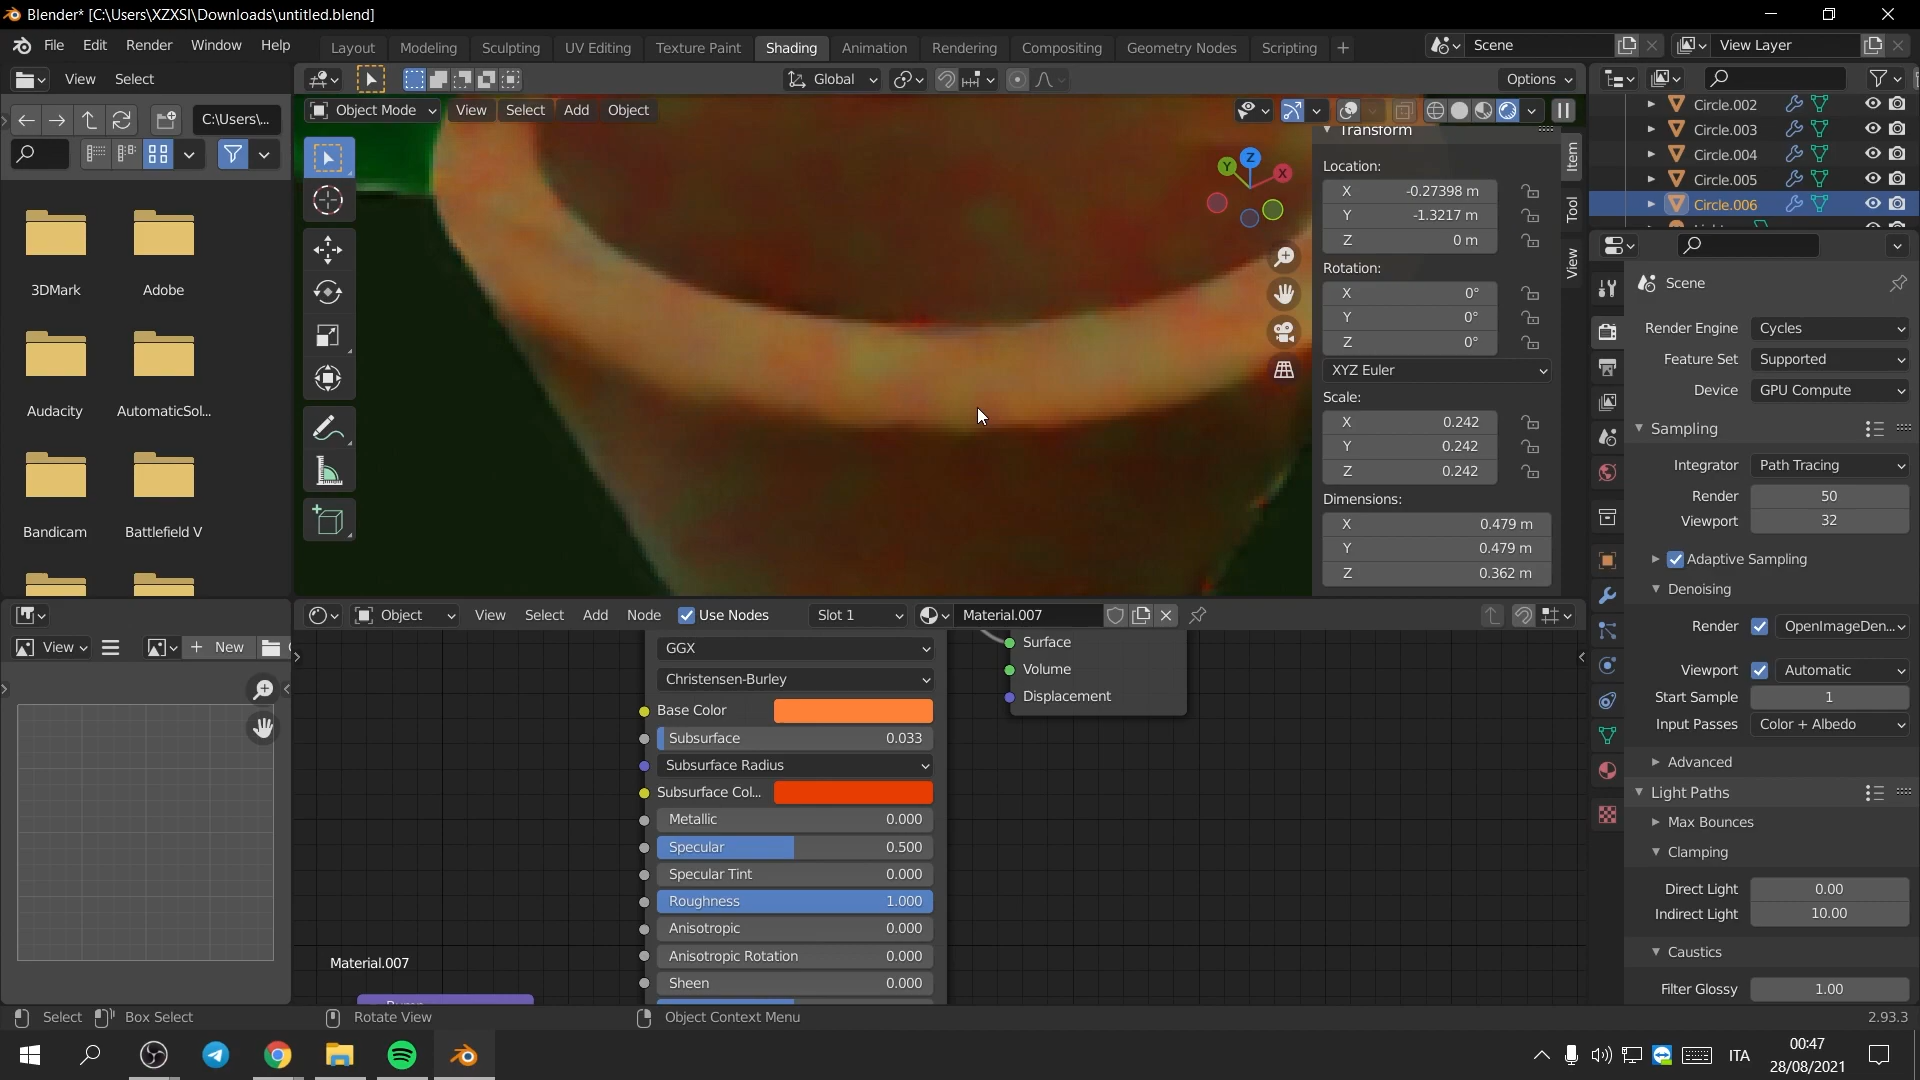 Blender* [C:\Users\XZXSI\Downloads\untitled.blend]
File Edit Render Window Help Layout Modeling Sculpting UV Editing Texture Paint Shading Animation Rendering Compositing Geometry Nodes Scripting + Scene View Layer
View Select Global Options
C:\Users\... Object Mode View Select Add Object
Circle.002
Circle.003
Circle.004
Circle.005
Circle.006
3DMark Adobe
Audacity AutomaticSol...
Bandicam Battlefield V
Y Z X
Transform
Location:
X -0.27398 m
Y -1.3217 m
Z 0 m
Rotation:
X 0°
Y 0°
Z 0°
XYZ Euler
Scale:
X 0.242
Y 0.242
Z 0.242
Dimensions:
X 0.479 m
Y 0.479 m
Z 0.362 m
Item
Tool
View
Scene
Render Engine Cycles
Feature Set Supported
Device GPU Compute
Sampling
Integrator Path Tracing
Render 50
Viewport 32
Adaptive Sampling
Denoising
Render OpenImageDen...
Viewport Automatic
Start Sample 1
Input Passes Color + Albedo
Advanced
Light Paths
Max Bounces
Clamping
Direct Light 0.00
Indirect Light 10.00
Caustics
Filter Glossy 1.00
View + New
Object View Select Add Node Use Nodes Slot 1 Material.007
GGX
Christensen-Burley
Base Color
Subsurface 0.033
Subsurface Radius
Subsurface Col...
Metallic 0.000
Specular 0.500
Specular Tint 0.000
Roughness 1.000
Anisotropic 0.000
Anisotropic Rotation 0.000
Sheen 0.000
Surface
Volume
Displacement
Material.007
Select Box Select Rotate View Object Context Menu 2.93.3
ITA 00:47
28/08/2021